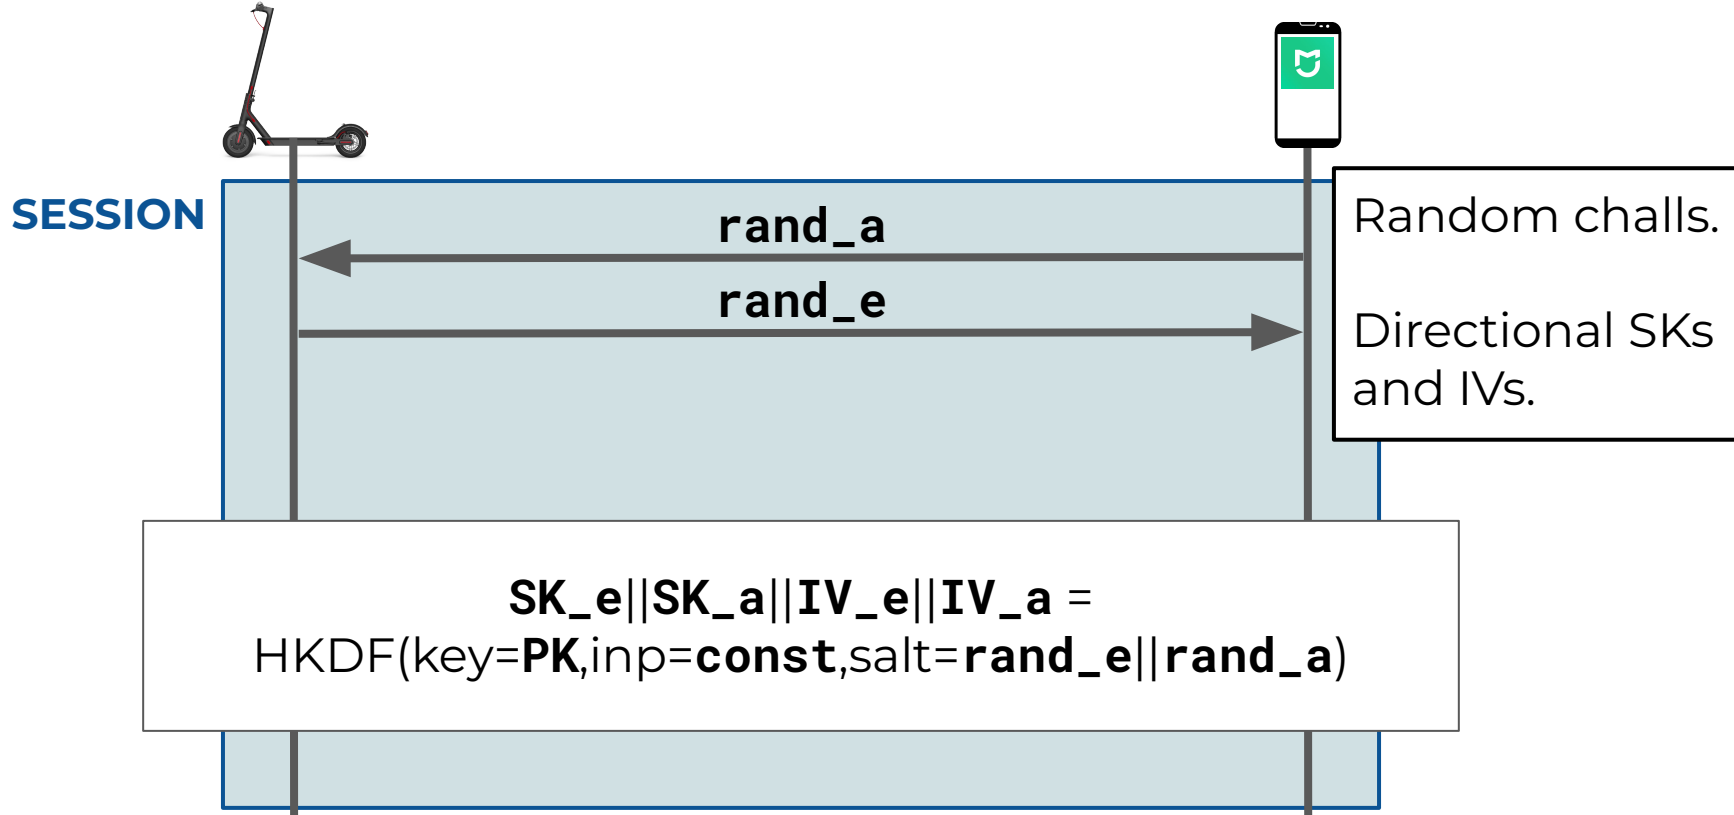 SESSION
rand_a
rand_e
Random challs.
Directional SKs
and IVs.
SK_e||SK_a||IV_e||IV_a =
HKDF(key=PK,inp=const,salt=rand_e||rand_a)